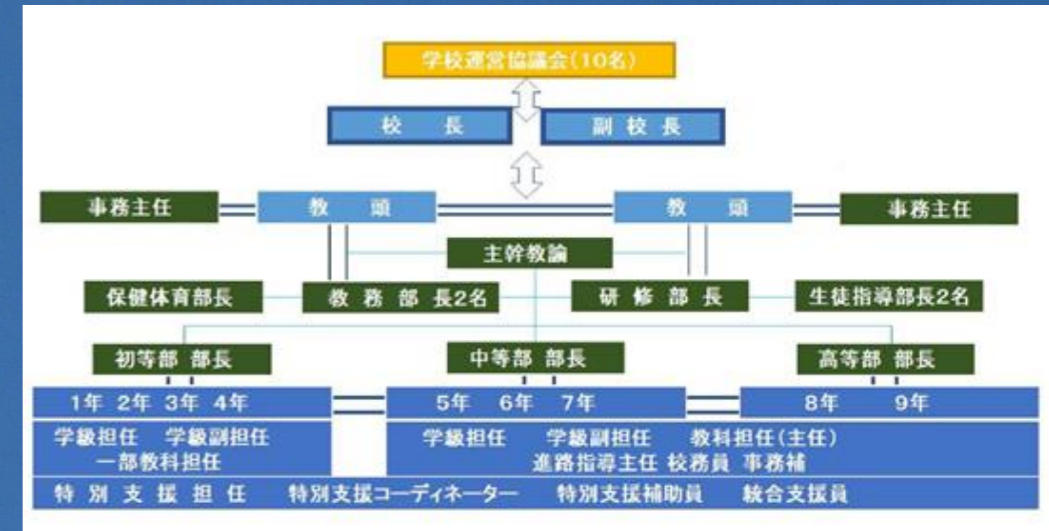 学校運営協議会(10名)
校 長 副 校 長
事務主任 教 頭 教 頭 事務主任
主幹教諭
保健体育部長 教 務 部 長2名 研 修 部 長 生徒指導部長2名
初等部 部長 中等部 部長 高等部 部長
1年 2年 3年 4年 5年 6年 7年 8年 9年
学級担任 学級副担任 学級担任 学級副担任 教科担任(主任)
一部教科担任 進路指導主任 校務員 事務補
特 別 支 援 担 任 特別支援コーディネーター 特別支援補助員 統合支援員